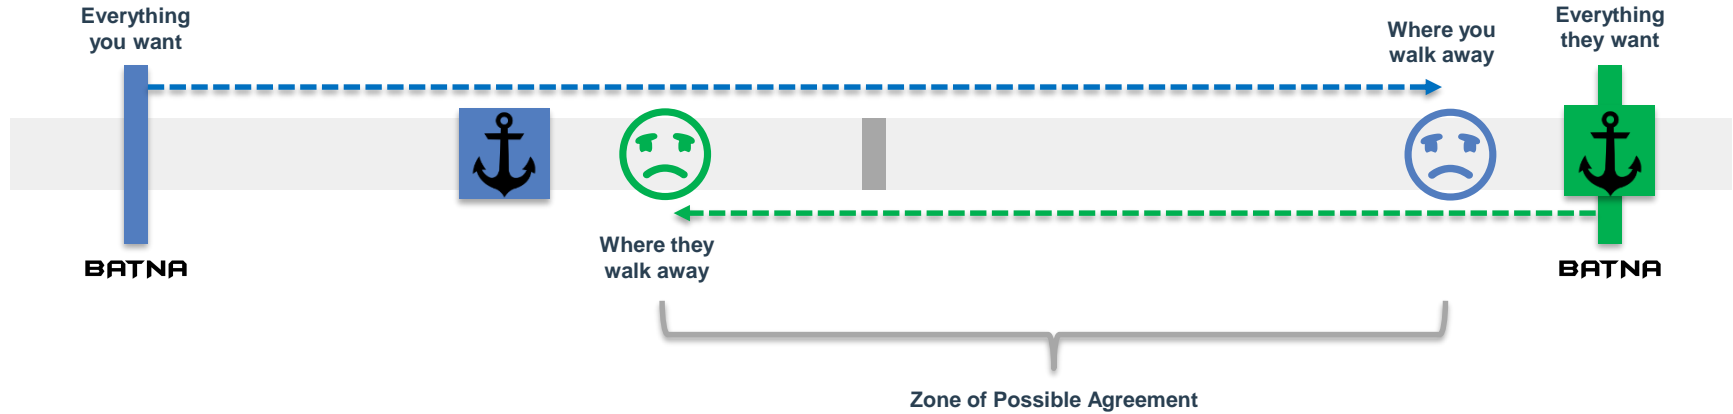 Everything
you want
Where you
walk away
Everything
they want
BATNA
Where they
walk away
BATNA
Zone of Possible Agreement